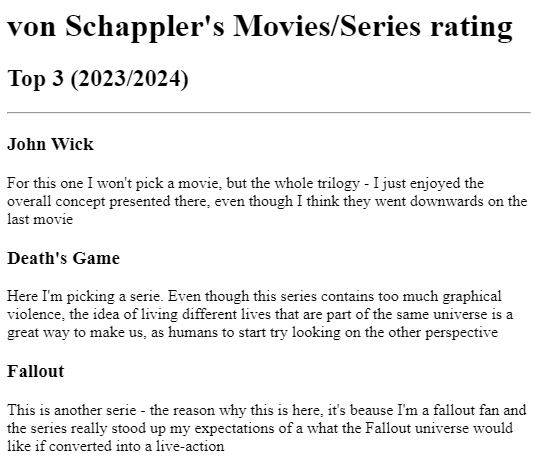 von Schappler's Movies/Series rating
Top 3 (2023/2024)
John Wick
For this one I won't pick a movie, but the whole trilogy - I just enjoyed the
overall concept presented there, even though I think they went downwards on the
last movie
Death's Game
Here I'm picking a serie. Even though this series contains too much graphical
violence, the idea of living different lives that are part of the same universe is a
great way to make us, as humans to start try looking on the other perspective
Fallout
This is another serie - the reason why this is here, it's beause I'm a fallout fan and
the series really stood up my expectations of a what the Fallout universe would
like if converted into a live-action